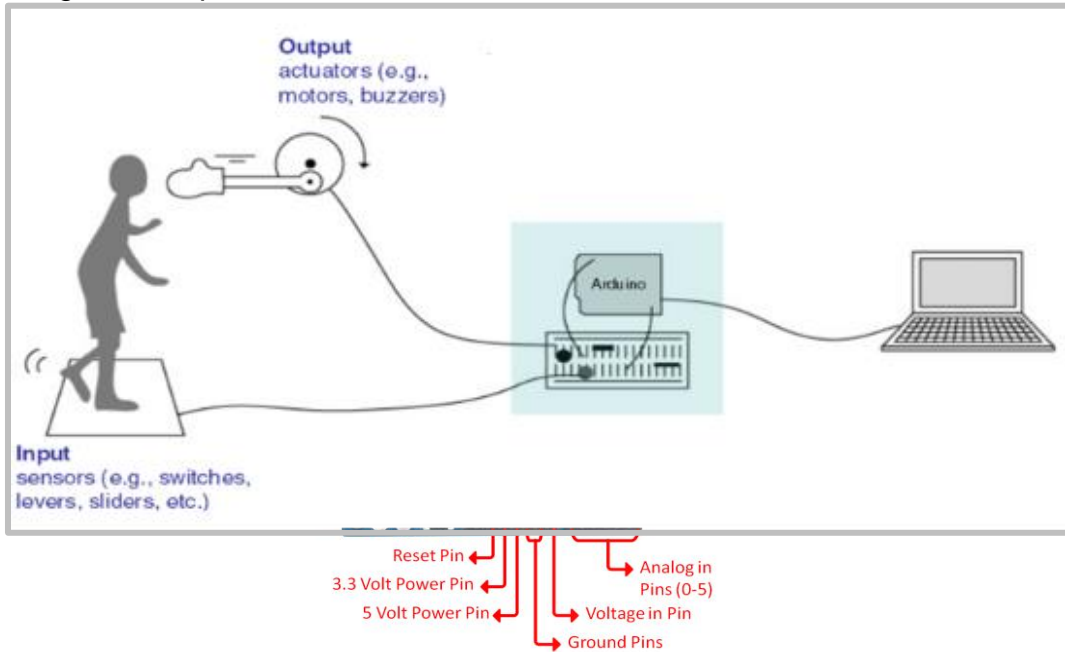 Output
actuators (e.g.,
motors, buzzers)
Arduino
Input
sensors (e.g., switches,
levers, sliders, etc.)
Reset Pin
3.3 Volt Power Pin
5 Volt Power Pin
Analog in
Pins (0-5)
Voltage in Pin
Ground Pins